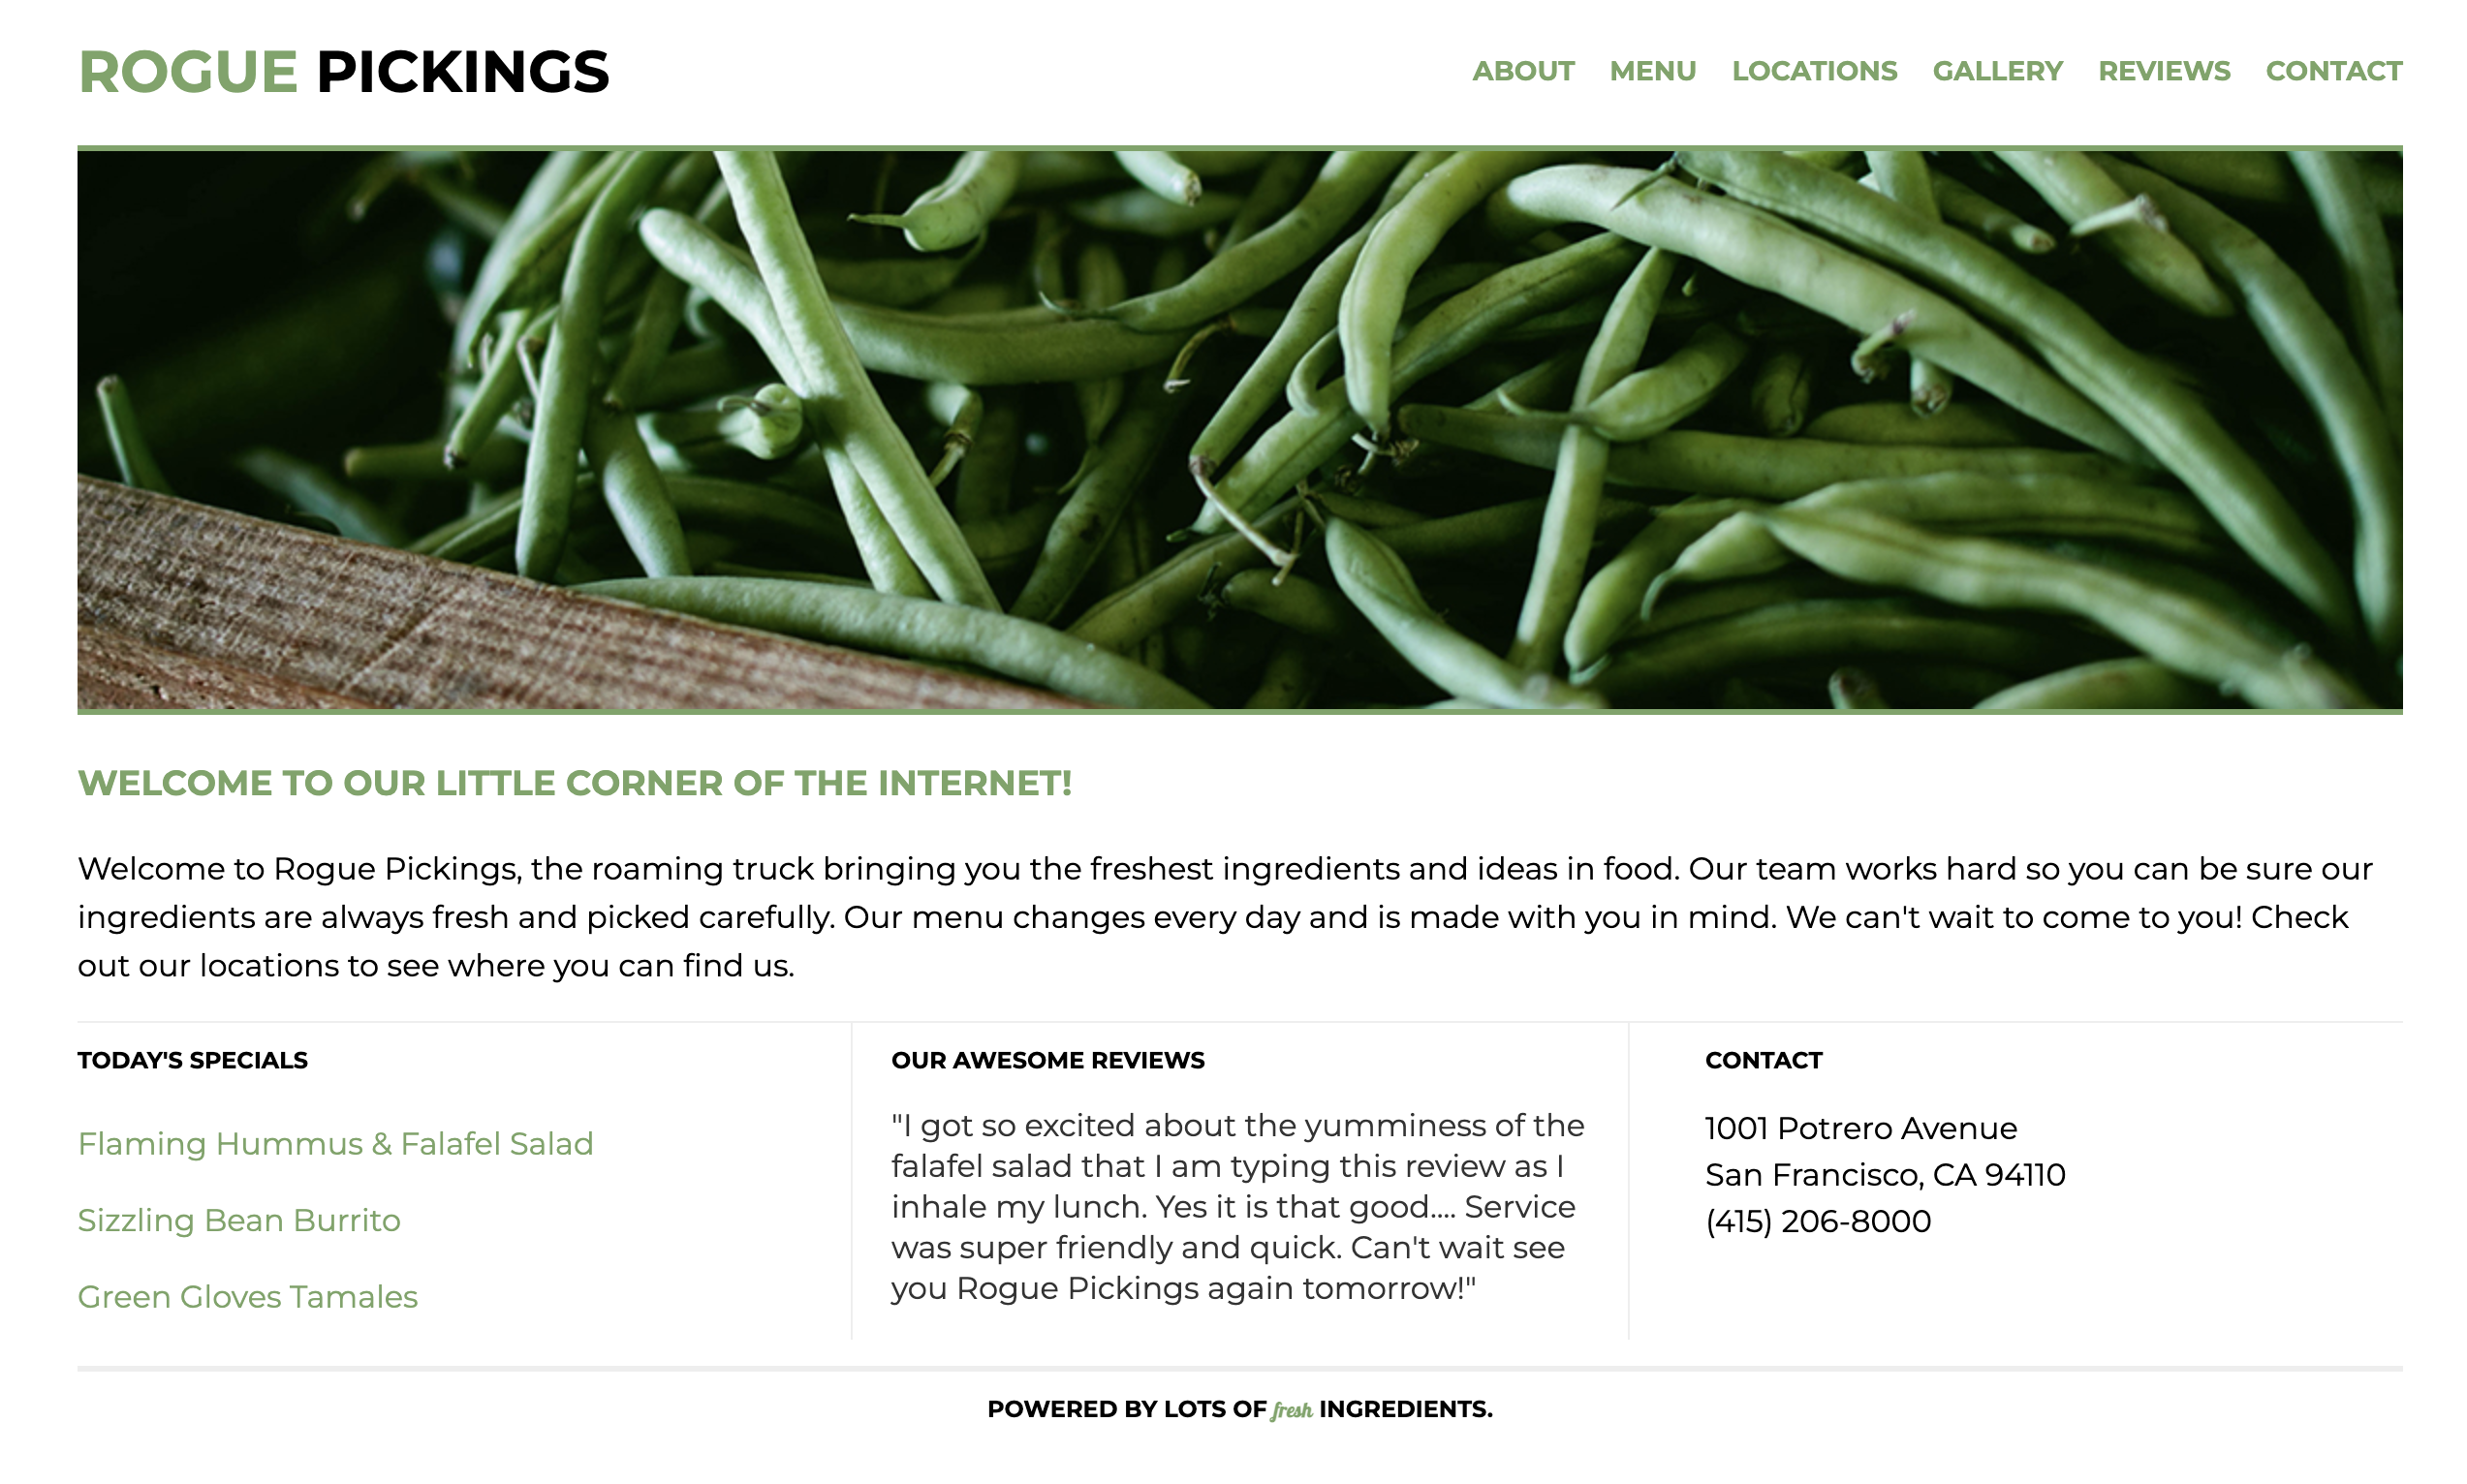 ROGUE PICKINGS
ABOUT MENU LOCATIONS GALLERY REVIEWS CONTACT
WELCOME TO OUR LITTLE CORNER OF THE INTERNET!
Welcome to Rogue Pickings, the roaming truck bringing you the freshest ingredients and ideas in food. Our team works hard so you can be sure our
ingredients are always fresh and picked carefully. Our menu changes every day and is made with you in mind. We can't wait to come to you! Check
out our locations to see where you can find us.
TODAY'S SPECIALS
Flaming Hummus & Falafel Salad
Sizzling Bean Burrito
Green Gloves Tamales
OUR AWESOME REVIEWS
"I got so excited about the yumminess of the
falafel salad that I am typing this review as I
inhale my lunch. Yes it is that good.... Service
was super friendly and quick. Can't wait see
you Rogue Pickings again tomorrow!"
CONTACT
1001 Potrero Avenue
San Francisco, CA 94110
(415) 206-8000
POWERED BY LOTS OF fresh INGREDIENTS.